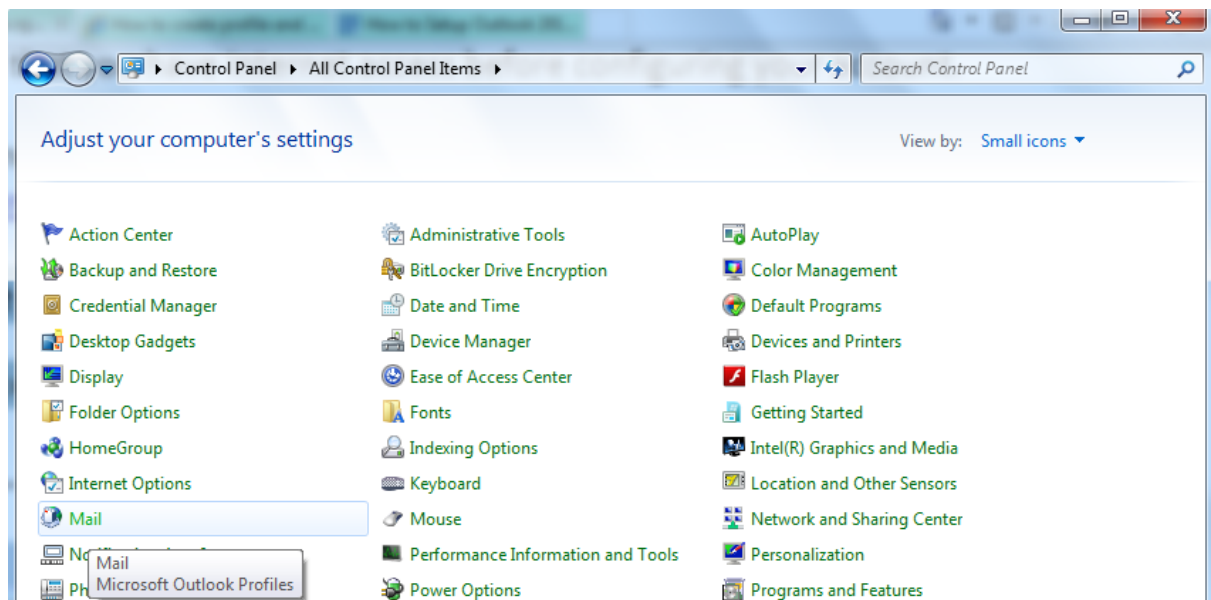 Control Panel ▸ All Control Panel Items ▸
Search Control Panel
Adjust your computer's settings
View by: Small icons
Action Center
Administrative Tools
AutoPlay
Backup and Restore
BitLocker Drive Encryption
Color Management
Credential Manager
Date and Time
Default Programs
Desktop Gadgets
Device Manager
Devices and Printers
Display
Ease of Access Center
Flash Player
Folder Options
Fonts
Getting Started
HomeGroup
Indexing Options
Intel(R) Graphics and Media
Internet Options
Keyboard
Location and Other Sensors
Mail
Mouse
Network and Sharing Center
Performance Information and Tools
Personalization
Mail
Microsoft Outlook Profiles
Power Options
Programs and Features